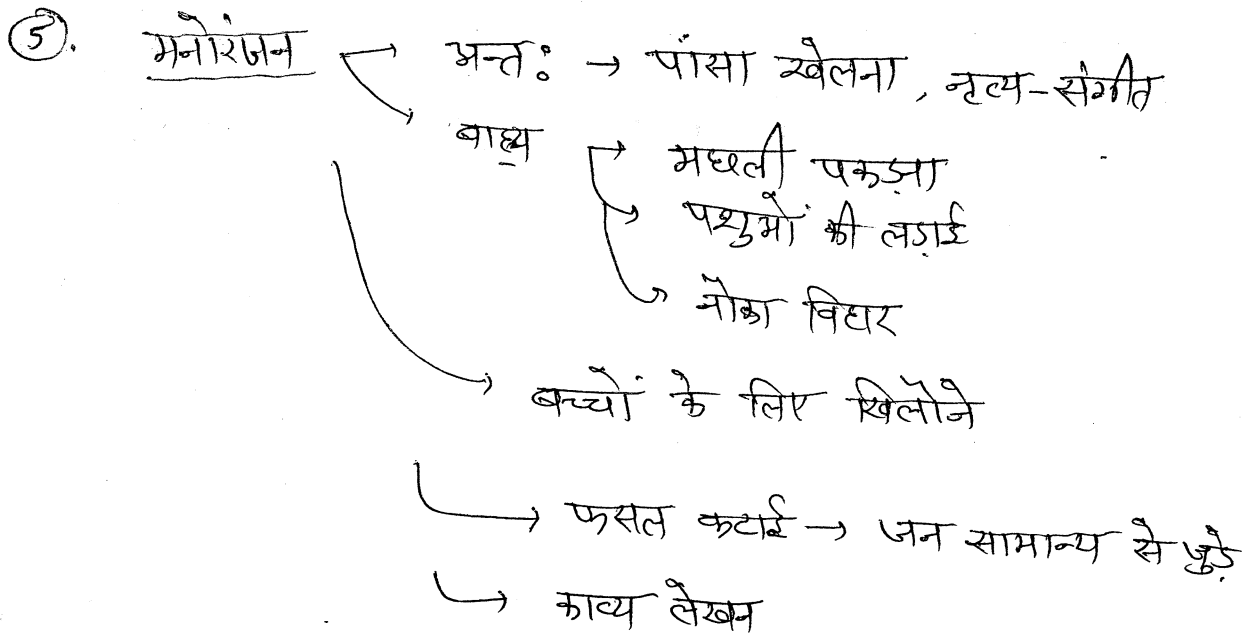 5. मनोरंजन → अन्त: → पांसा खेलना, नृत्य-संगीत
→ बाह्य → मछली पकड़ना
→ पशुओं की लड़ाई
→ नौका विहार
→ बच्चों के लिए खिलौने
→ फसल कटाई → जन सामान्य से जुड़े
→ काव्य लेखन